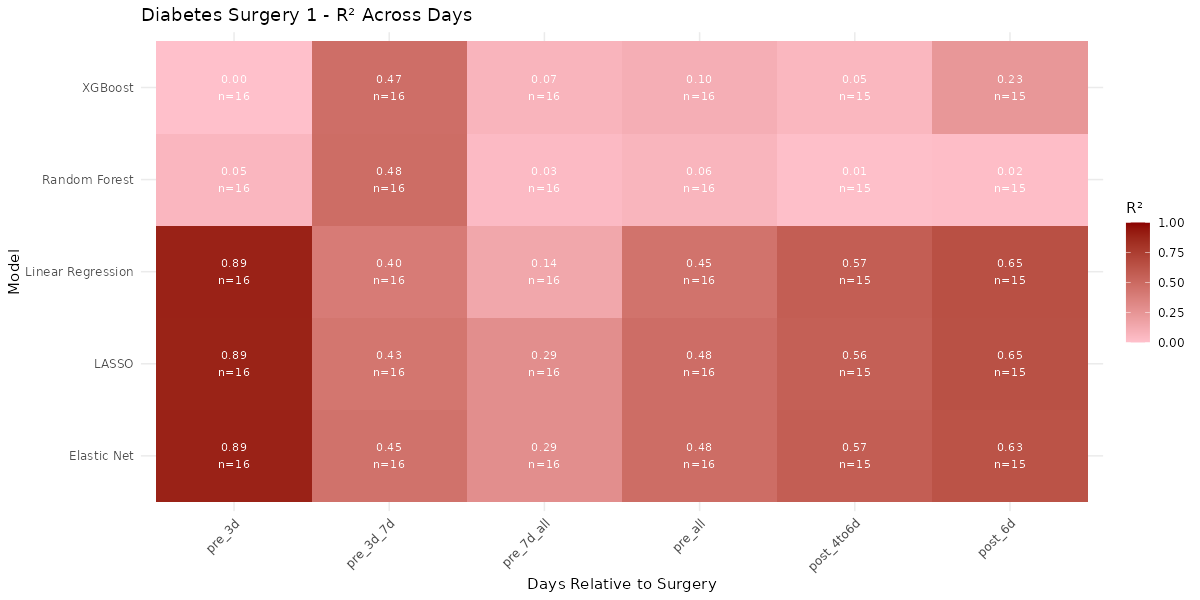 Diabetes Surgery 1 - R² Across Days
Model
XGBoost
0.00 0.47 0.07 0.10 0.05 0.23
n=16 n=16 n=16 n=16 n=15 n=15
Random Forest
0.05 0.48 0.03 0.06 0.01 0.02
n=16 n=16 n=16 n=16 n=15 n=15
Linear Regression
0.89 0.40 0.14 0.45 0.57 0.65
n=16 n=16 n=16 n=16 n=15 n=15
LASSO
0.89 0.43 0.29 0.48 0.56 0.65
n=16 n=16 n=16 n=16 n=15 n=15
Elastic Net
0.89 0.45 0.29 0.48 0.57 0.63
n=16 n=16 n=16 n=16 n=15 n=15
pre_3d pre_3d_7d pre_7d_all pre_all post_4to6d post_6d
Days Relative to Surgery
R²
1.00
0.75
0.50
0.25
0.00